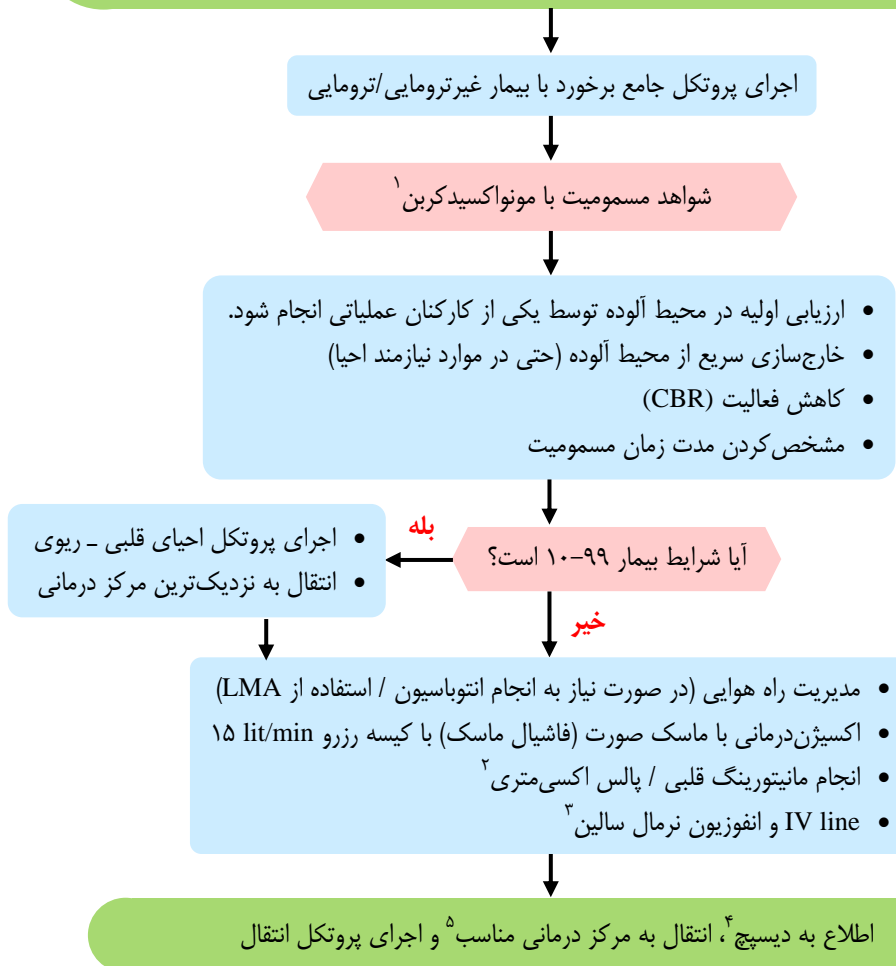 اجرای پروتکل جامع برخورد با بیمار غیرترومایی/ترومایی
شواهد مسمومیت با مونواکسیدکربن۱
• ارزیابی اولیه در محیط آلوده توسط یکی از کارکنان عملیاتی انجام شود.
• خارج‌سازی سریع از محیط آلوده (حتی در موارد نیازمند احیا)
• کاهش فعالیت (CBR)
• مشخص‌کردن مدت زمان مسمومیت
آیا شرایط بیمار ۹۹-۱۰ است؟
بله
• اجرای پروتکل احیای قلبی ـ ریوی
• انتقال به نزدیک‌ترین مرکز درمانی
خیر
• مدیریت راه هوایی (در صورت نیاز به انجام انتوباسیون / استفاده از LMA)
• اکسیژن‌درمانی با ماسک صورت (فاشیال ماسک) با کیسه رزرو ۱۵ lit/min
• انجام مانیتورینگ قلبی / پالس اکسی‌متری۲
• IV line و انفوزیون نرمال سالین۳
اطلاع به دیسپچ۴، انتقال به مرکز درمانی مناسب۵ و اجرای پروتکل انتقال